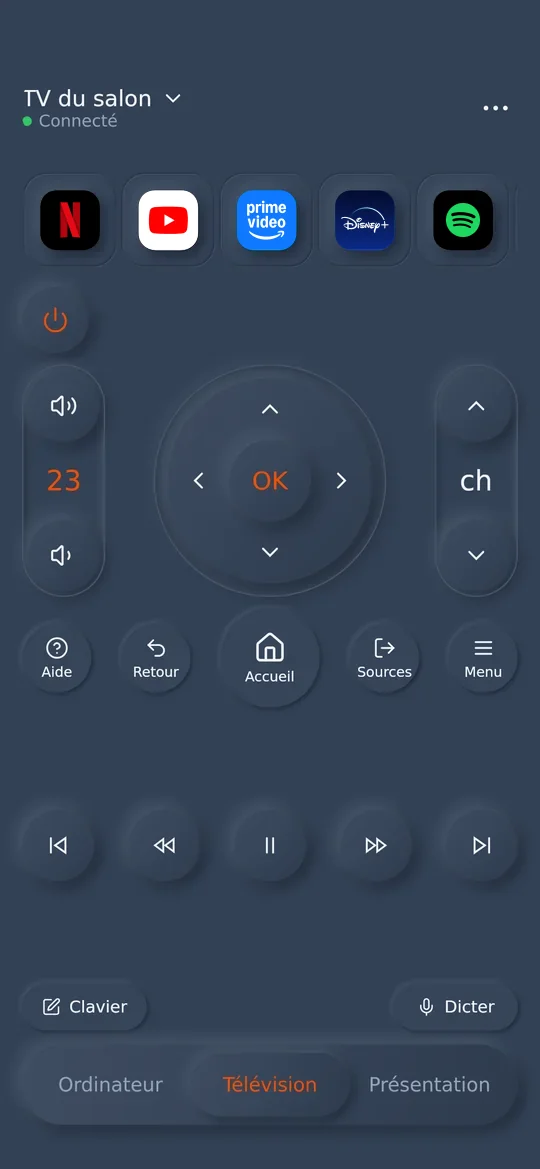 TV du salon
Connecté
N
prime video
Disney+
23
OK
ch
Aide
Retour
Accueil
Sources
Menu
Clavier
Dicter
Ordinateur
Télévision
Présentation